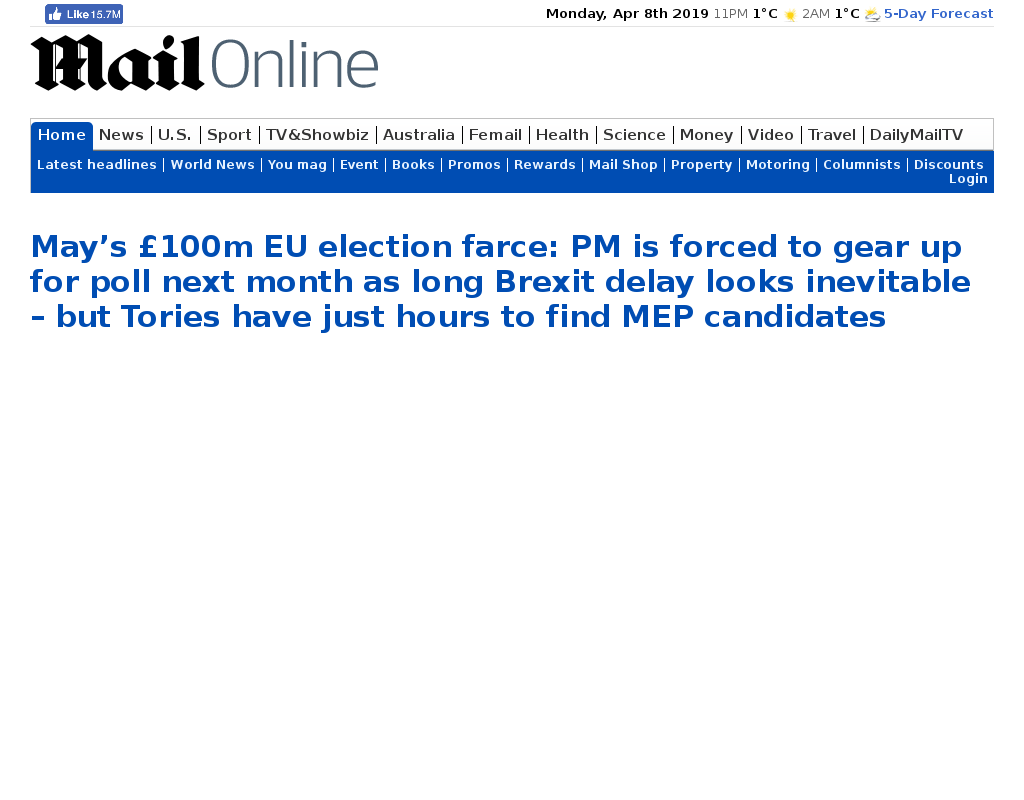 Like 15.7M
Monday, Apr 8th 2019 11PM 1°C 2AM 1°C 5-Day Forecast
Mail Online
Home News U.S. Sport TV&Showbiz Australia Femail Health Science Money Video Travel DailyMailTV
Latest headlines World News You mag Event Books Promos Rewards Mail Shop Property Motoring Columnists Discounts
Login
May’s £100m EU election farce: PM is forced to gear up
for poll next month as long Brexit delay looks inevitable
– but Tories have just hours to find MEP candidates